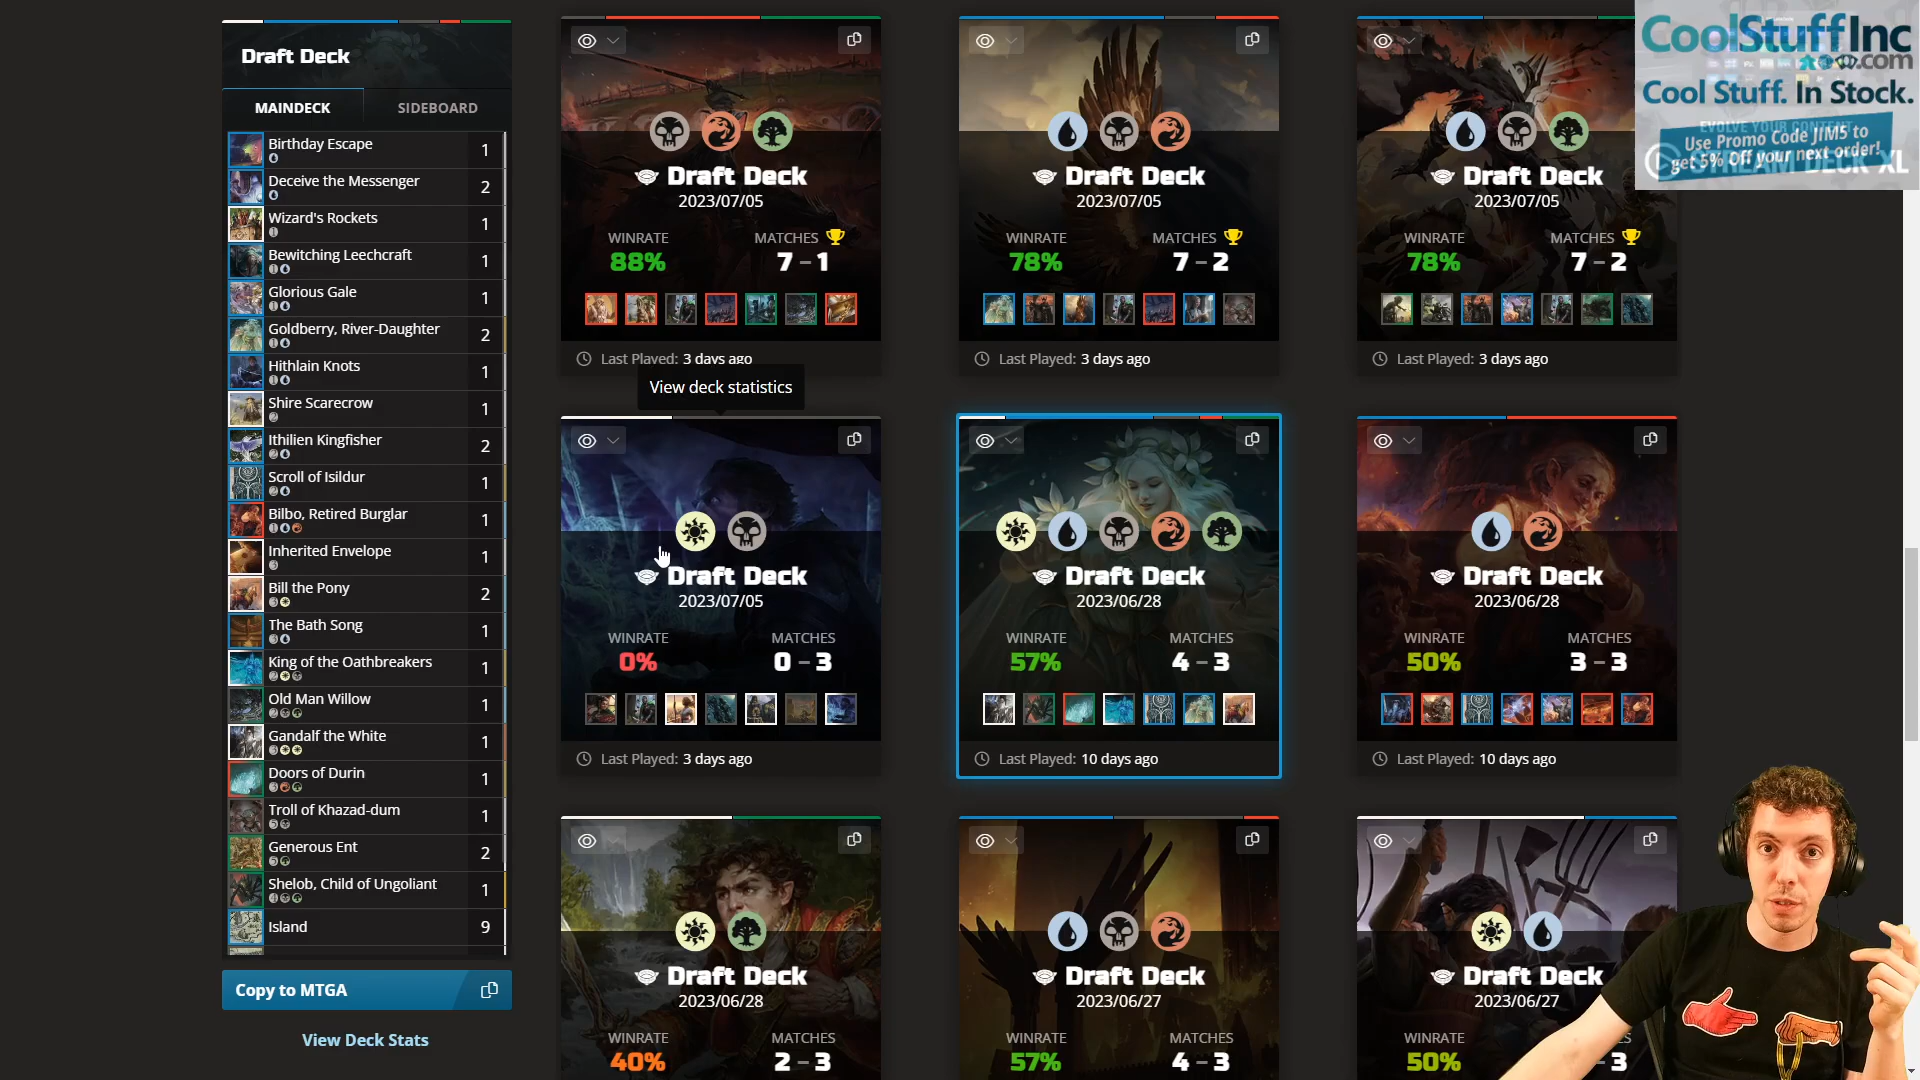 Draft Deck
MAINDECK
SIDEBOARD
Birthday Escape
1
Deceive the Messenger
2
Wizard's Rockets
1
Bewitching Leechcraft
1
Glorious Gale
1
Goldberry, River-Daughter
2
Hithlain Knots
1
Shire Scarecrow
1
Ithilien Kingfisher
2
Scroll of Isildur
1
Bilbo, Retired Burglar
1
Inherited Envelope
1
Bill the Pony
2
The Bath Song
1
King of the Oathbreakers
1
Old Man Willow
1
Gandalf the White
1
Doors of Durin
1
Troll of Khazad-dum
1
Generous Ent
2
Shelob, Child of Ungoliant
1
Island
9
Copy to MTGA
View Deck Stats
Draft Deck
2023/07/05
WINRATE
MATCHES
88%
7 – 1
Last Played: 3 days ago
Draft Deck
2023/07/05
WINRATE
MATCHES
78%
7 – 2
Last Played: 3 days ago
Draft Deck
2023/07/05
WINRATE
MATCHES
78%
7 – 2
Last Played: 3 days ago
View deck statistics
Draft Deck
2023/07/05
WINRATE
MATCHES
0%
0 – 3
Last Played: 3 days ago
Draft Deck
2023/06/28
WINRATE
MATCHES
57%
4 – 3
Last Played: 10 days ago
Draft Deck
2023/06/28
WINRATE
MATCHES
50%
3 – 3
Last Played: 10 days ago
Draft Deck
2023/06/28
WINRATE
MATCHES
40%
2 – 3
Draft Deck
2023/06/27
WINRATE
MATCHES
57%
4 – 3
Draft Deck
2023/06/27
WINRATE
50%
– 3
CoolStuffInc
.com
Cool Stuff. In Stock.
EVOLVE YOUR CONTENT
Use Promo Code JIM5 to
get 5% Off your next order!
STREAM DECK XL